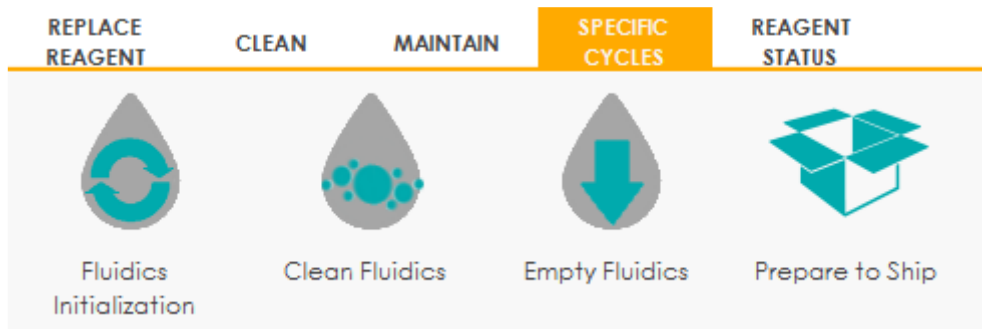 REPLACE
REAGENT
CLEAN
MAINTAIN
SPECIFIC
CYCLES
REAGENT
STATUS
Fluidics
Initialization
Clean Fluidics
Empty Fluidics
Prepare to Ship